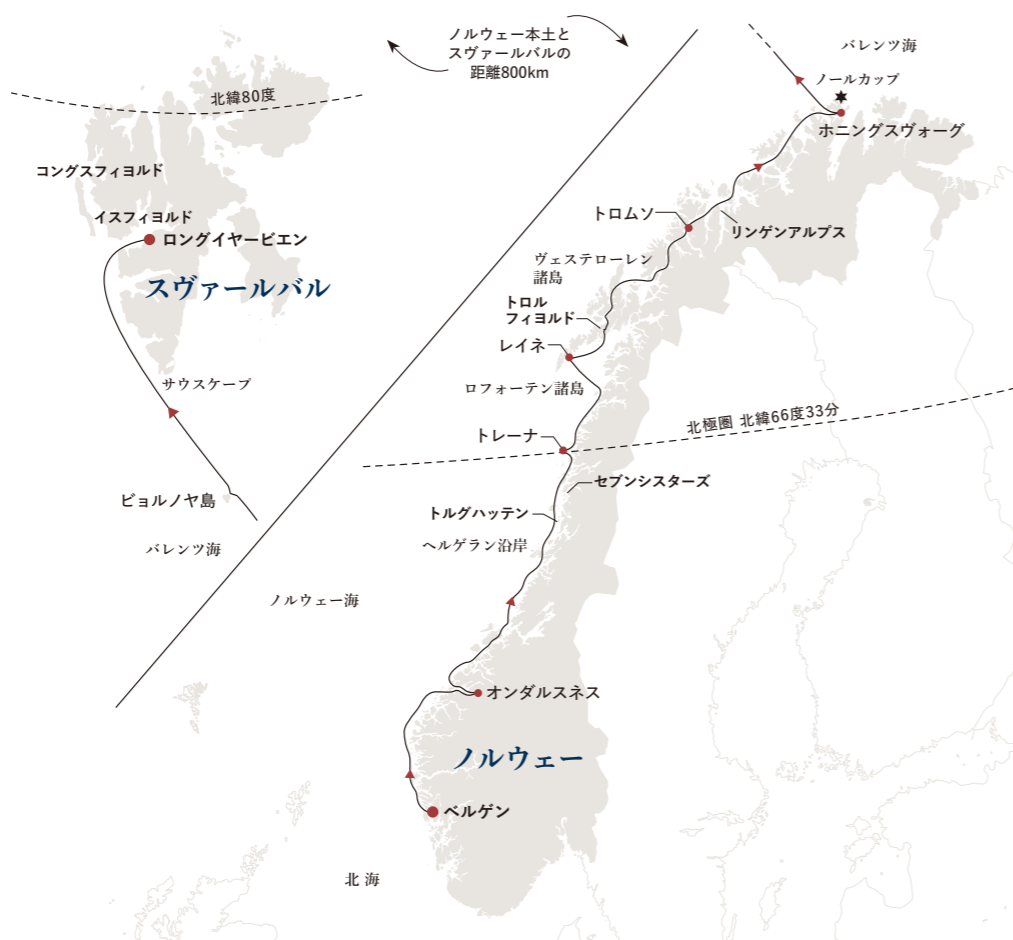 ノルウェー本土と
スヴァールバルの
距離800km
バレンツ海
ノールカップ
ホニングスヴォーグ
北緯80度
コングスフィヨルド
イスフィヨルド
ロングイヤービエン
スヴァールバル
サウスケープ
ビョルノヤ島
バレンツ海
トロムソ
リンゲンアルプス
ヴェステローレン
諸島
トロル
フィヨルド
レイネ
ロフォーテン諸島
北極圏 北緯66度33分
トレーナ
セブンシスターズ
トルグハッテン
ヘルゲラン沿岸
ノルウェー海
オンダルスネス
ノルウェー
ベルゲン
北 海